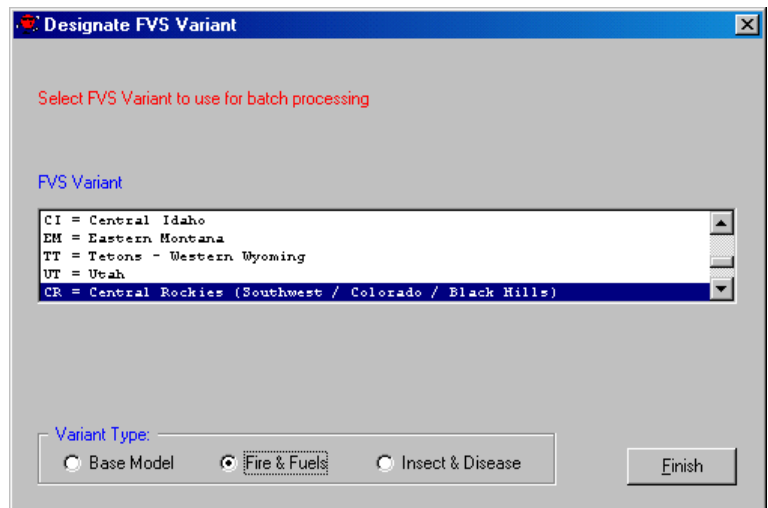 Designate FVS Variant
Select FVS Variant to use for batch processing
FVS Variant
CI = Central Idaho
EM = Eastern Montana
TT = Tetons - Western Wyoming
UT = Utah
CR = Central Rockies (Southwest / Colorado / Black Hills)
Variant Type:
Base Model Fire & Fuels Insect & Disease Finish